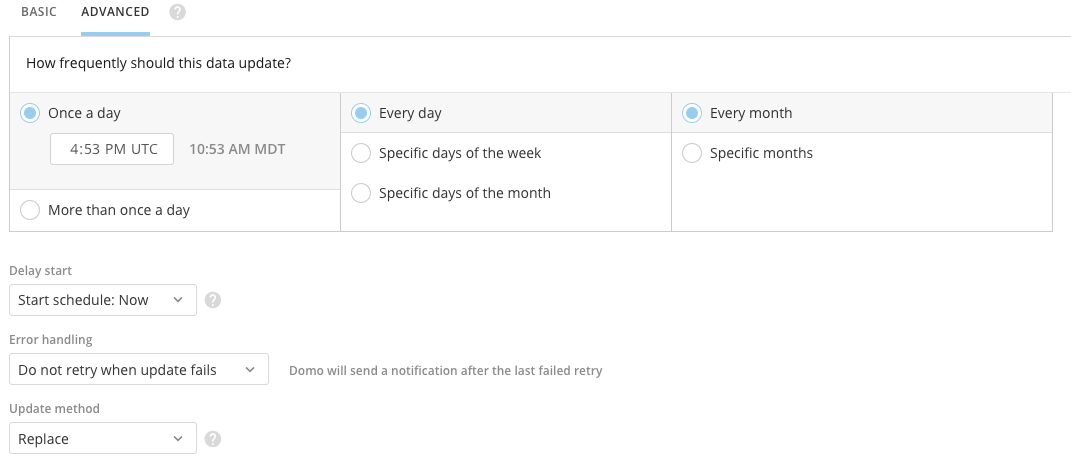 BASIC ADVANCED ?
How frequently should this data update?
Once a day Every day Every month
4:53 PM UTC 10:53 AM MDT Specific days of the week Specific months
Specific days of the month
More than once a day
Delay start
Start schedule: Now ?
Error handling
Do not retry when update fails Domo will send a notification after the last failed retry
Update method
Replace ?